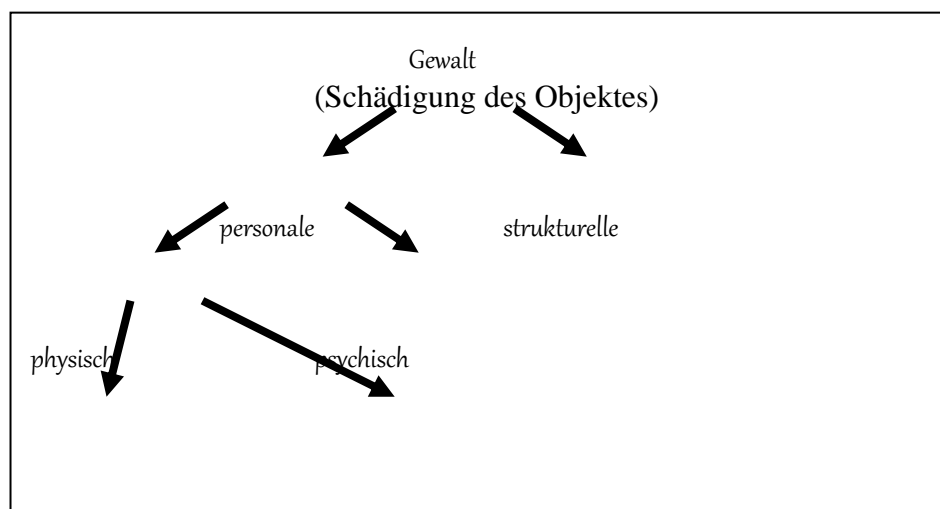 Gewalt
(Schädigung des Objektes)
personale strukturelle
physisch psychisch